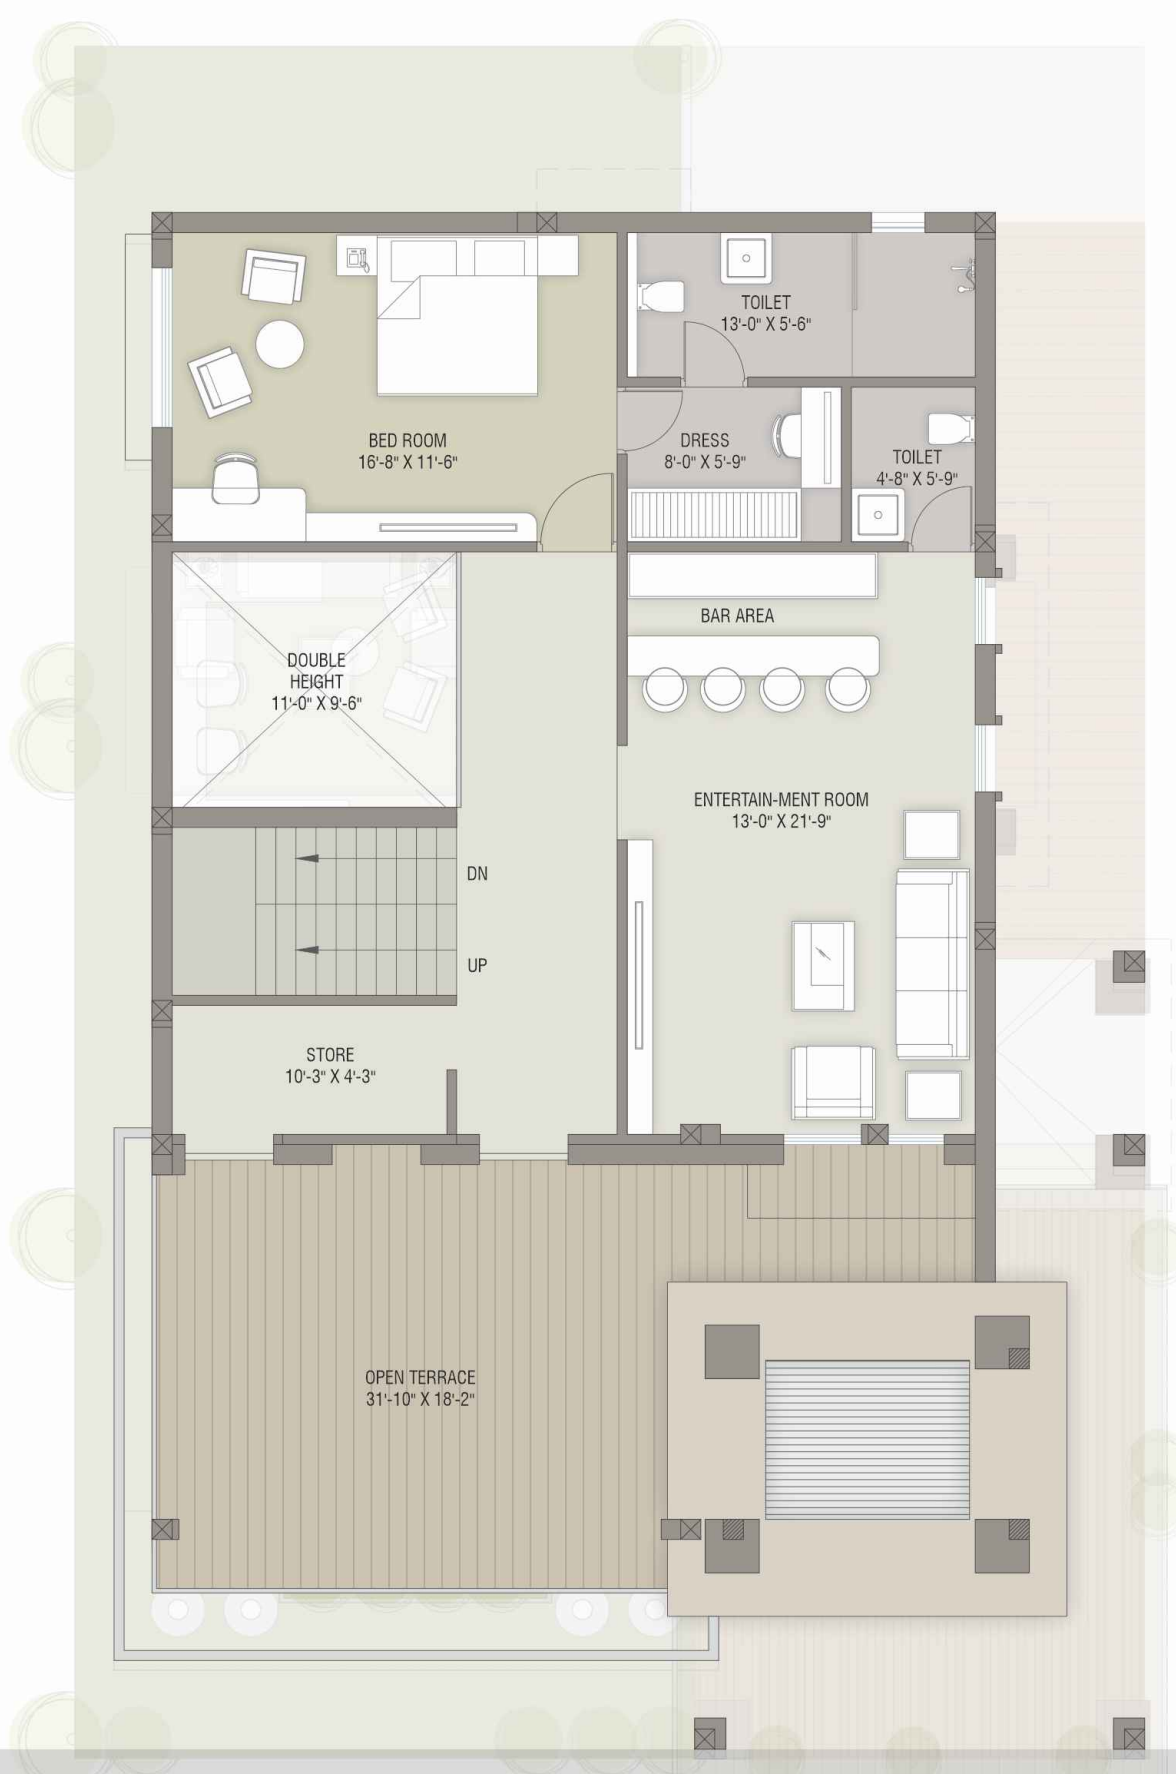 TOILET
13'-0" X 5'-6"
BED ROOM
16'-8" X 11'-6"
DRESS
8'-0" X 5'-9"
TOILET
4'-8" X 5'-9"
BAR AREA
DOUBLE
HEIGHT
11'-0" X 9'-6"
ENTERTAIN-MENT ROOM
13'-0" X 21'-9"
DN
UP
STORE
10'-3" X 4'-3"
OPEN TERRACE
31'-10" X 18'-2"